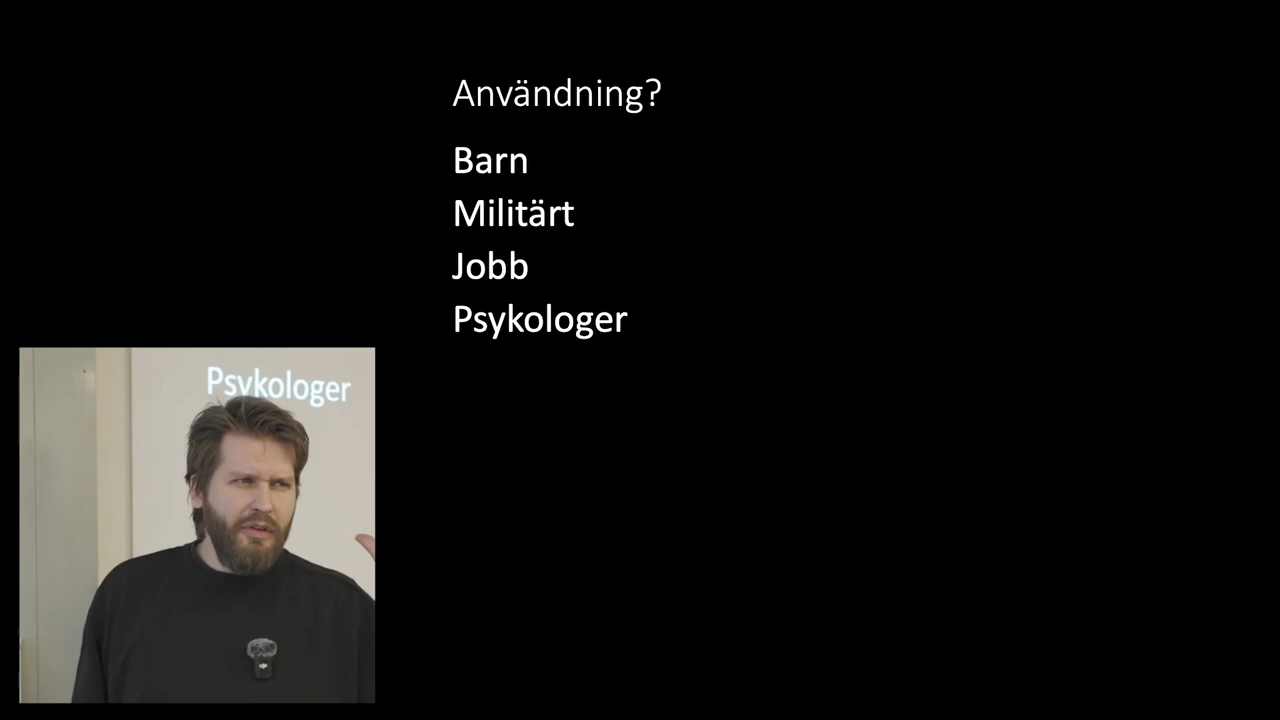 Användning?
Barn
Militärt
Jobb
Psykologer
Psykologer